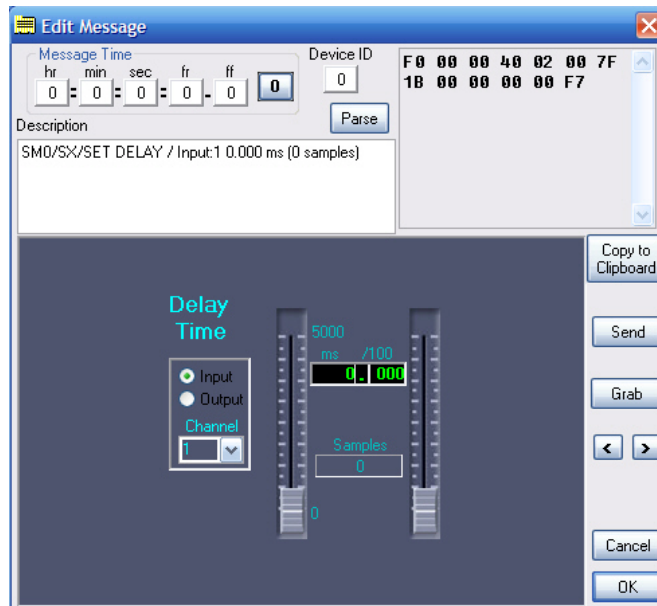 Edit Message
Message Time
hr min sec fr ff
0 : 0 : 0 : 0 . 0 0
Device ID
0
Parse
F0 00 00 40 02 00 7F
1B 00 00 00 00 F7
Description
SM0/SX/SET DELAY / Input:1 0.000 ms (0 samples)
Copy to
Clipboard
Send
Grab
< >
Cancel
OK
Delay
Time
Input
Output
Channel
1
5000
ms /100
0. 000
Samples
0
0